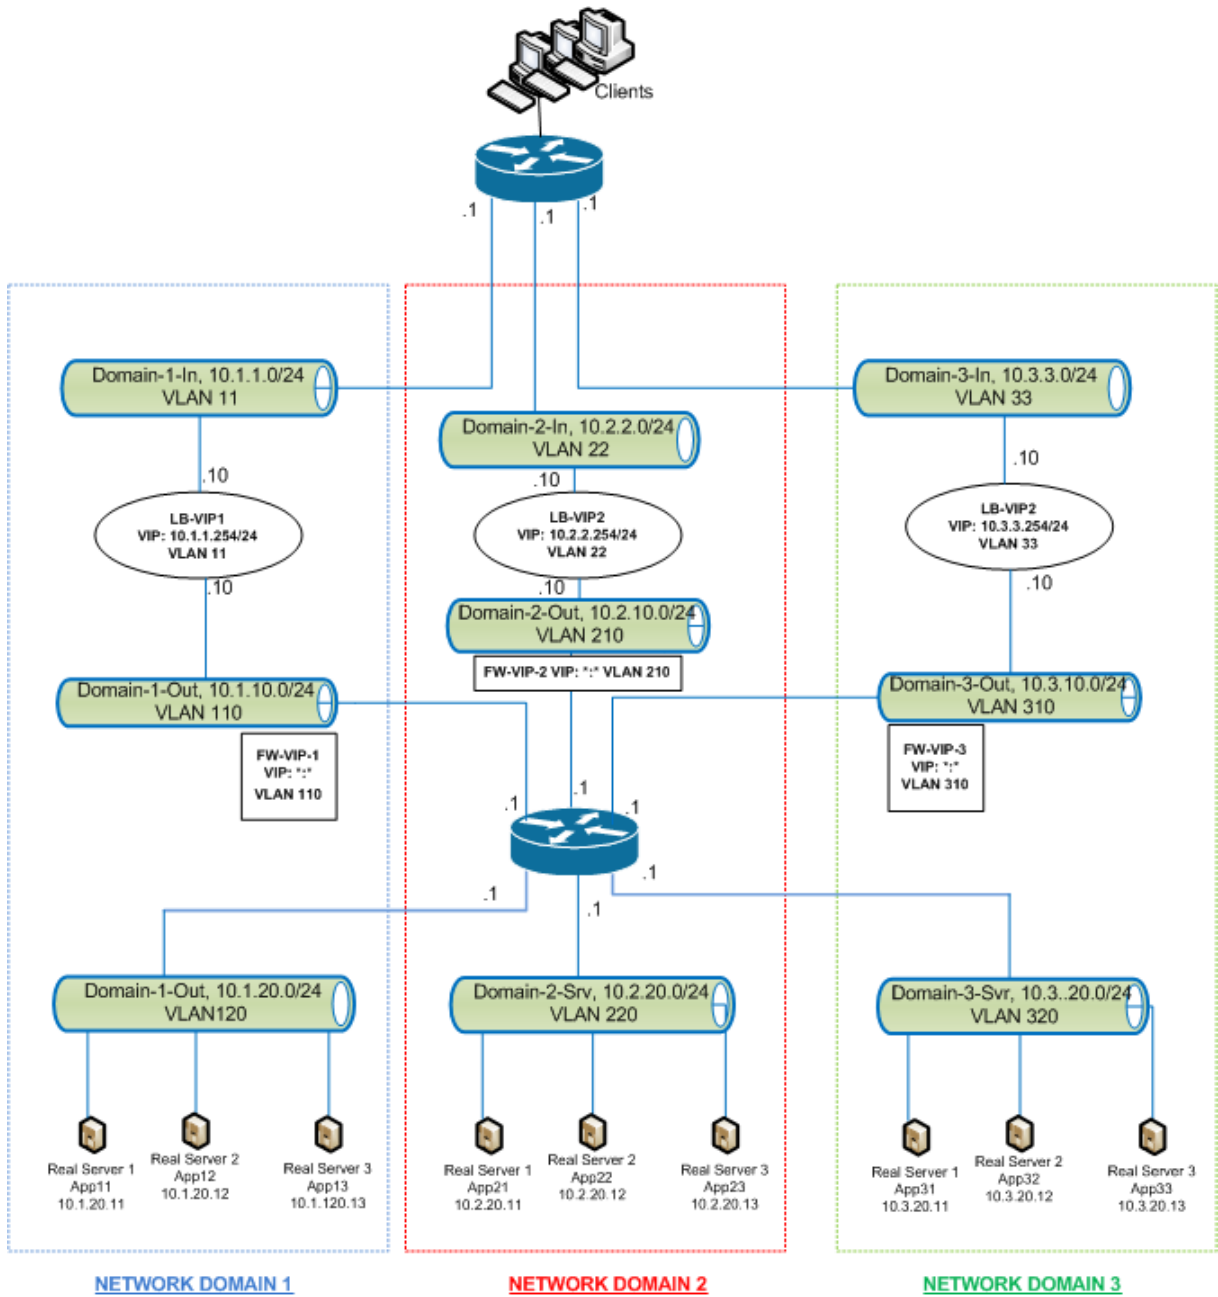 Clients
.1
.1
.1
Domain-1-In, 10.1.1.0/24
VLAN 11
Domain-2-In, 10.2.2.0/24
VLAN 22
Domain-3-In, 10.3.3.0/24
VLAN 33
.10
.10
.10
LB-VIP1
VIP: 10.1.1.254/24
VLAN 11
LB-VIP2
VIP: 10.2.2.254/24
VLAN 22
LB-VIP2
VIP: 10.3.3.254/24
VLAN 33
.10
.10
.10
Domain-1-Out, 10.1.10.0/24
VLAN 110
Domain-2-Out, 10.2.10.0/24
VLAN 210
Domain-3-Out, 10.3.10.0/24
VLAN 310
FW-VIP-1
VIP: *:*
VLAN 110
FW-VIP-2 VIP: *:* VLAN 210
FW-VIP-3
VIP: *:*
VLAN 310
.1
.1
.1
.1
.1
.1
Domain-1-Out, 10.1.20.0/24
VLAN120
Domain-2-Srv, 10.2.20.0/24
VLAN 220
Domain-3-Svr, 10.3..20.0/24
VLAN 320
Real Server 1
App11
10.1.20.11
Real Server 2
App12
10.1.20.12
Real Server 3
App13
10.1.120.13
Real Server 1
App21
10.2.20.11
Real Server 2
App22
10.2.20.12
Real Server 3
App23
10.2.20.13
Real Server 1
App31
10.3.20.11
Real Server 2
App32
10.3.20.12
Real Server 3
App33
10.3.20.13
NETWORK DOMAIN 1
NETWORK DOMAIN 2
NETWORK DOMAIN 3